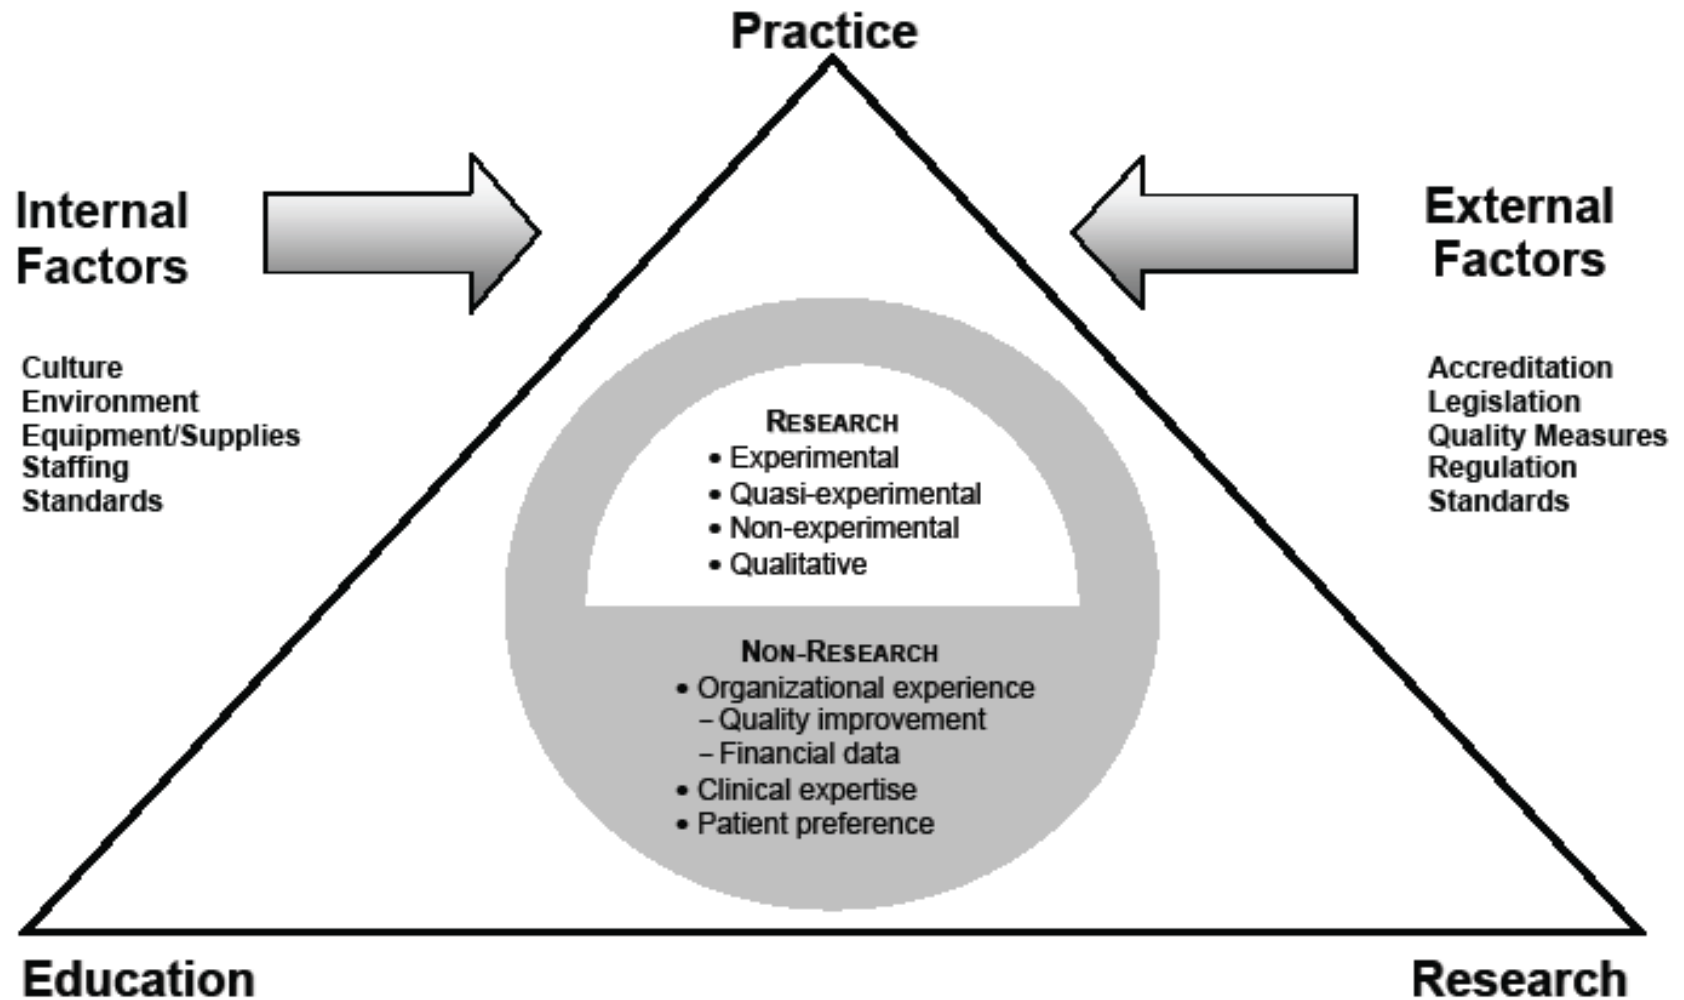 Practice
Internal
Factors
External
Factors
Culture
Environment
Equipment/Supplies
Staffing
Standards
Accreditation
Legislation
Quality Measures
Regulation
Standards
RESEARCH
• Experimental
• Quasi-experimental
• Non-experimental
• Qualitative
NON-RESEARCH
• Organizational experience
– Quality improvement
– Financial data
• Clinical expertise
• Patient preference
Education
Research